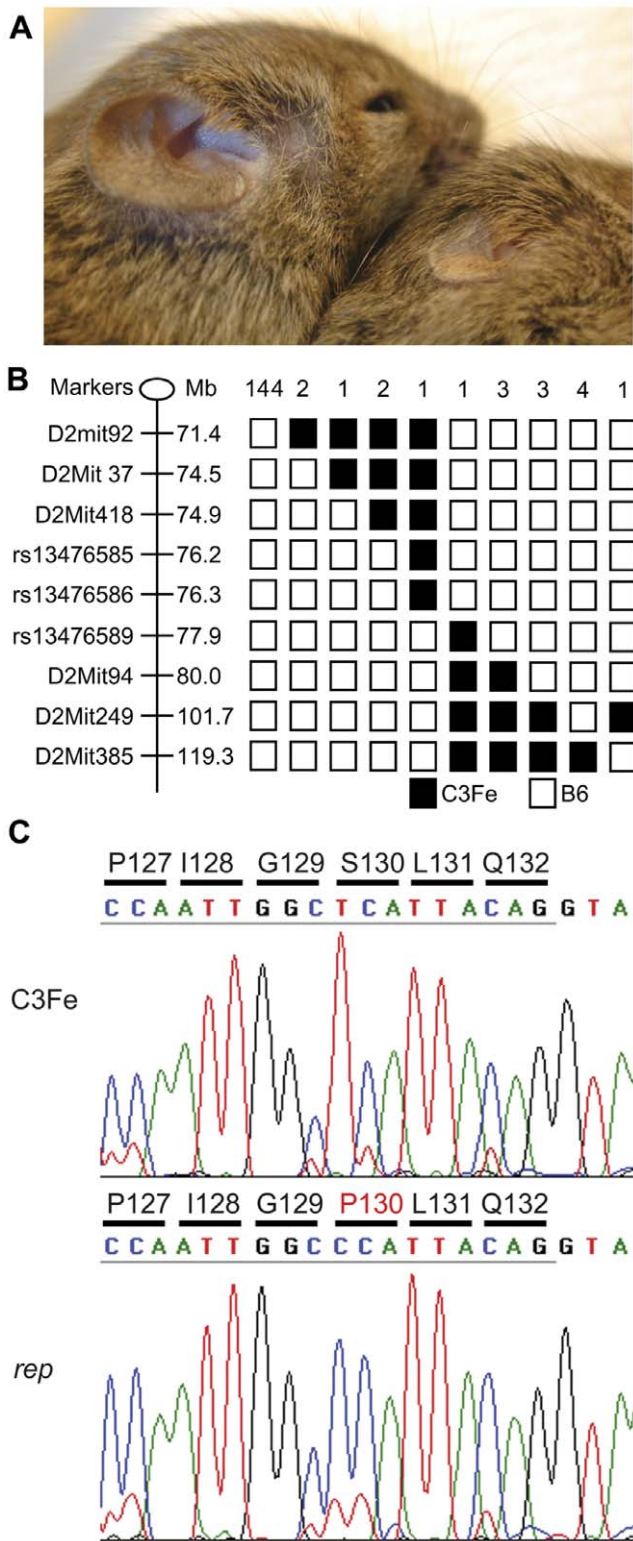 A
B
Markers Mb 144 2 1 2 1 1 3 3 4 1
D2mit92 71.4
D2Mit 37 74.5
D2Mit418 74.9
rs13476585 76.2
rs13476586 76.3
rs13476589 77.9
D2Mit94 80.0
D2Mit249 101.7
D2Mit385 119.3
C3Fe B6
C
P127 I128 G129 S130 L131 Q132
C C A A T T G G C T C A T T A C A G G T A
C3Fe
P127 I128 G129 P130 L131 Q132
C C A A T T G G C C C A T T A C A G G T A
rep